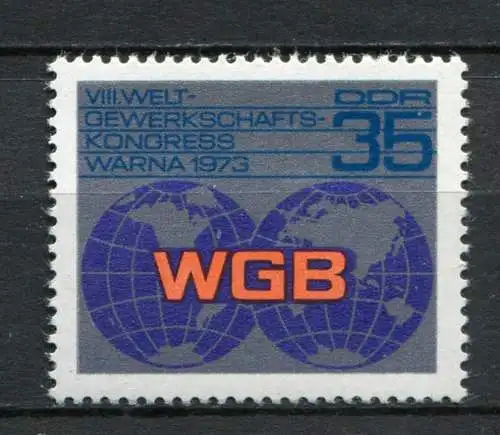 VIII. WELT-
GEWERKSCHAFTS-
KONGRESS
WARNA 1973
DDR
35
WGB